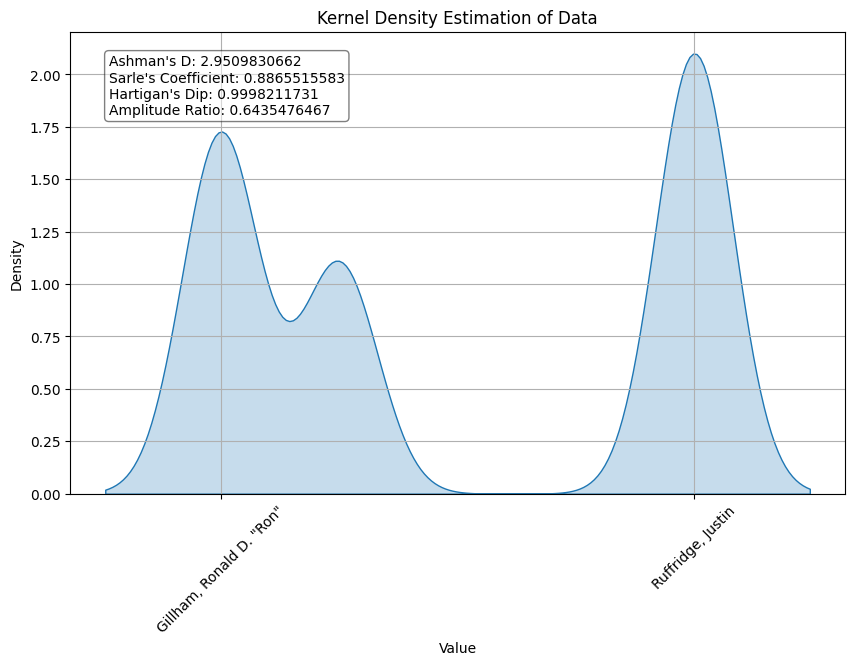 Kernel Density Estimation of Data
Ashman's D: 2.9509830662
Sarle's Coefficient: 0.8865515583
Hartigan's Dip: 0.9998211731
Amplitude Ratio: 0.6435476467
2.00
1.75
1.50
1.25
1.00
0.75
0.50
0.25
0.00
Density
Gillham, Ronald D. "Ron"
Ruffridge, Justin
Value